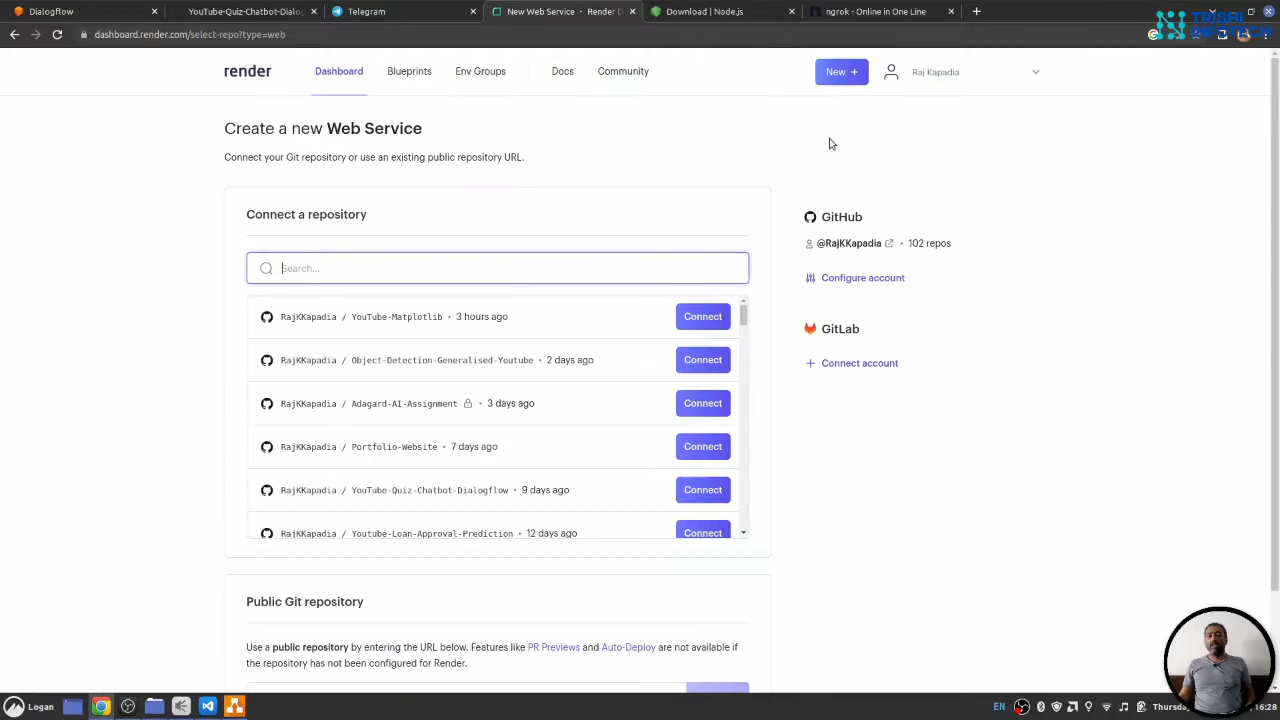 Dialogflow
YouTube-Quiz-Chatbot-Dialog
Telegram
New Web Service · Render D
Download | Node.js
ngrok - Online in One Line
dashboard.render.com/select-repo?type=web
TRISHI INFOTECH
render
Dashboard
Blueprints
Env Groups
Docs
Community
New +
Raj Kapadia
Create a new Web Service
Connect your Git repository or use an existing public repository URL.
Connect a repository
Search...
RajKKapadia / YouTube-Matplotlib • 3 hours ago
Connect
RajKKapadia / Object-Detection-Generalised-Youtube • 2 days ago
Connect
RajKKapadia / Adagard-AI-Assignment • 3 days ago
Connect
RajKKapadia / Portfolio-Website • 7 days ago
Connect
RajKKapadia / YouTube-Quiz-Chatbot-Dialogflow • 9 days ago
Connect
RajKKapadia / Youtube-Loan-Approval-Prediction • 12 days ago
Connect
GitHub
@RajKKapadia • 102 repos
Configure account
GitLab
Connect account
Public Git repository
Use a public repository by entering the URL below. Features like PR Previews and Auto-Deploy are not available if
the repository has not been configured for Render.
Logan
EN
Thursday
16:28